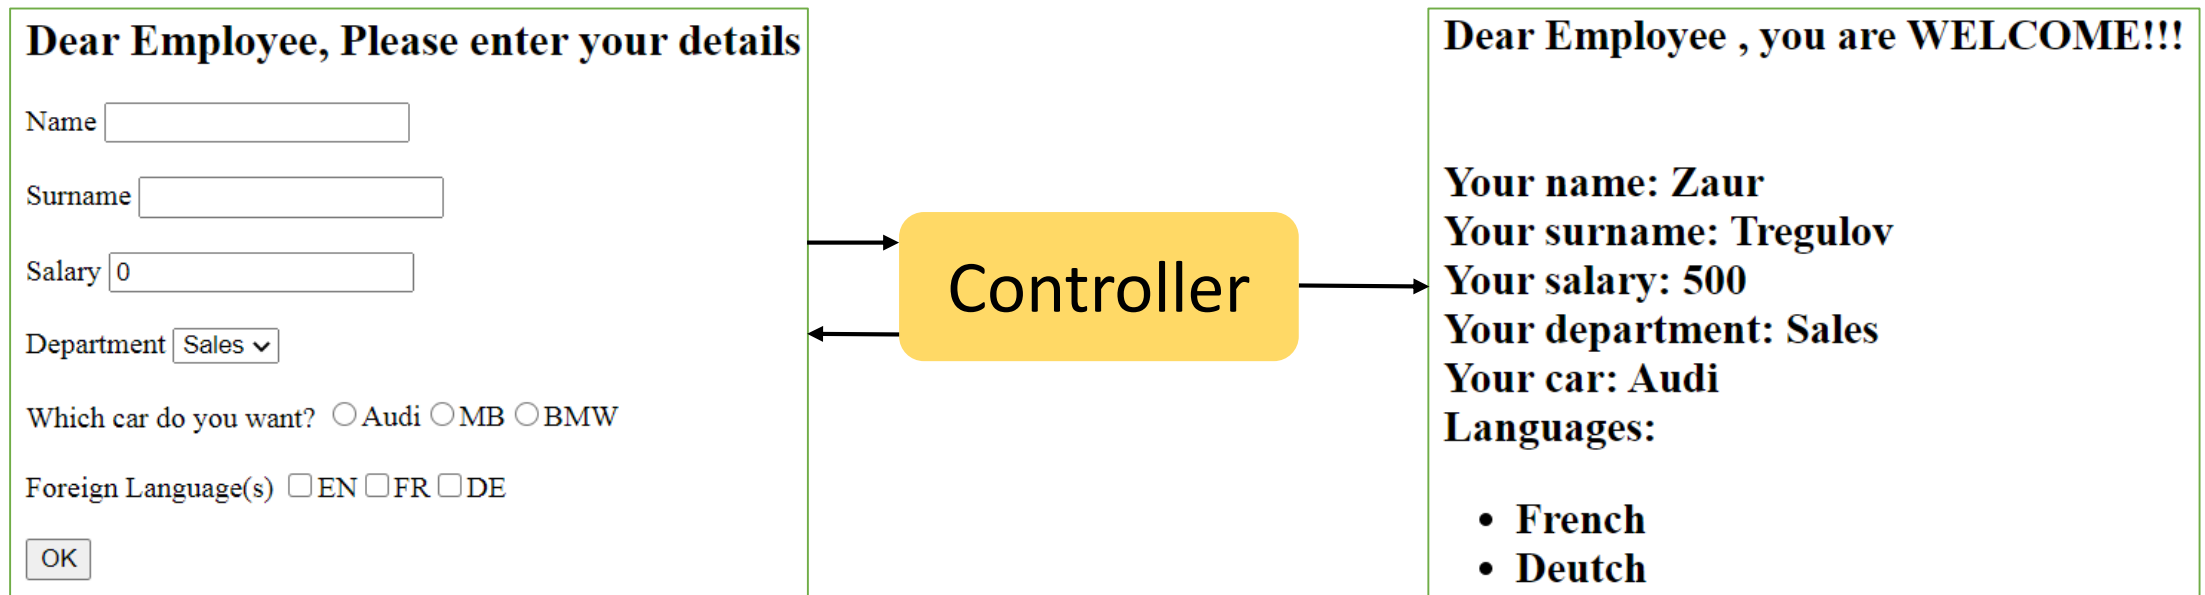 Dear Employee, Please enter your details
Name
Surname
Salary 0
Department Sales
Which car do you want? Audi MB BMW
Foreign Language(s) EN FR DE
OK
Controller
Dear Employee , you are WELCOME!!!
Your name: Zaur
Your surname: Tregulov
Your salary: 500
Your department: Sales
Your car: Audi
Languages:
• French
• Deutch